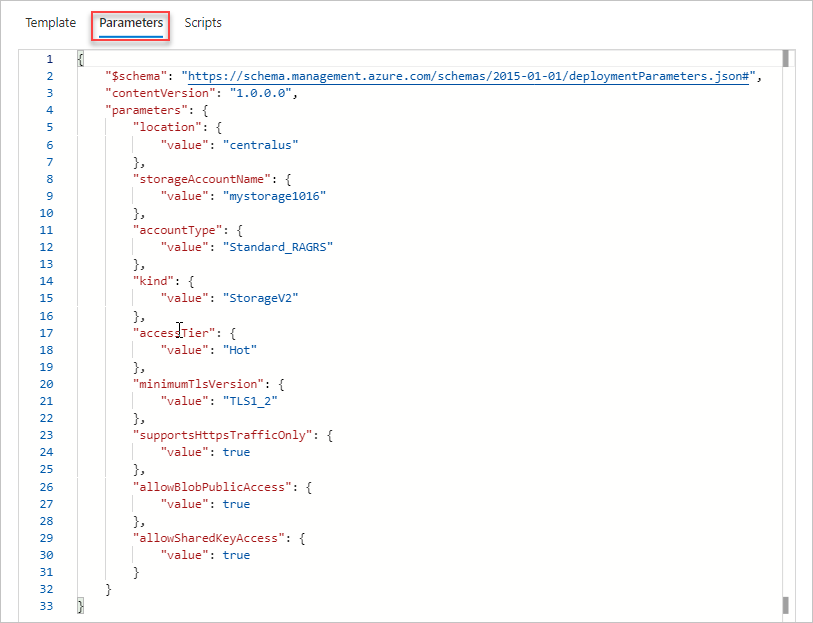 Template Parameters Scripts
1 {
2 "$schema": "https://schema.management.azure.com/schemas/2015-01-01/deploymentParameters.json#",
3 "contentVersion": "1.0.0.0",
4 "parameters": {
5 "location": {
6 "value": "centralus"
7 },
8 "storageAccountName": {
9 "value": "mystorage1016"
10 },
11 "accountType": {
12 "value": "Standard_RAGRS"
13 },
14 "kind": {
15 "value": "StorageV2"
16 },
17 "accessTier": {
18 "value": "Hot"
19 },
20 "minimumTlsVersion": {
21 "value": "TLS1_2"
22 },
23 "supportsHttpsTrafficOnly": {
24 "value": true
25 },
26 "allowBlobPublicAccess": {
27 "value": true
28 },
29 "allowSharedKeyAccess": {
30 "value": true
31 }
32 }
33 }